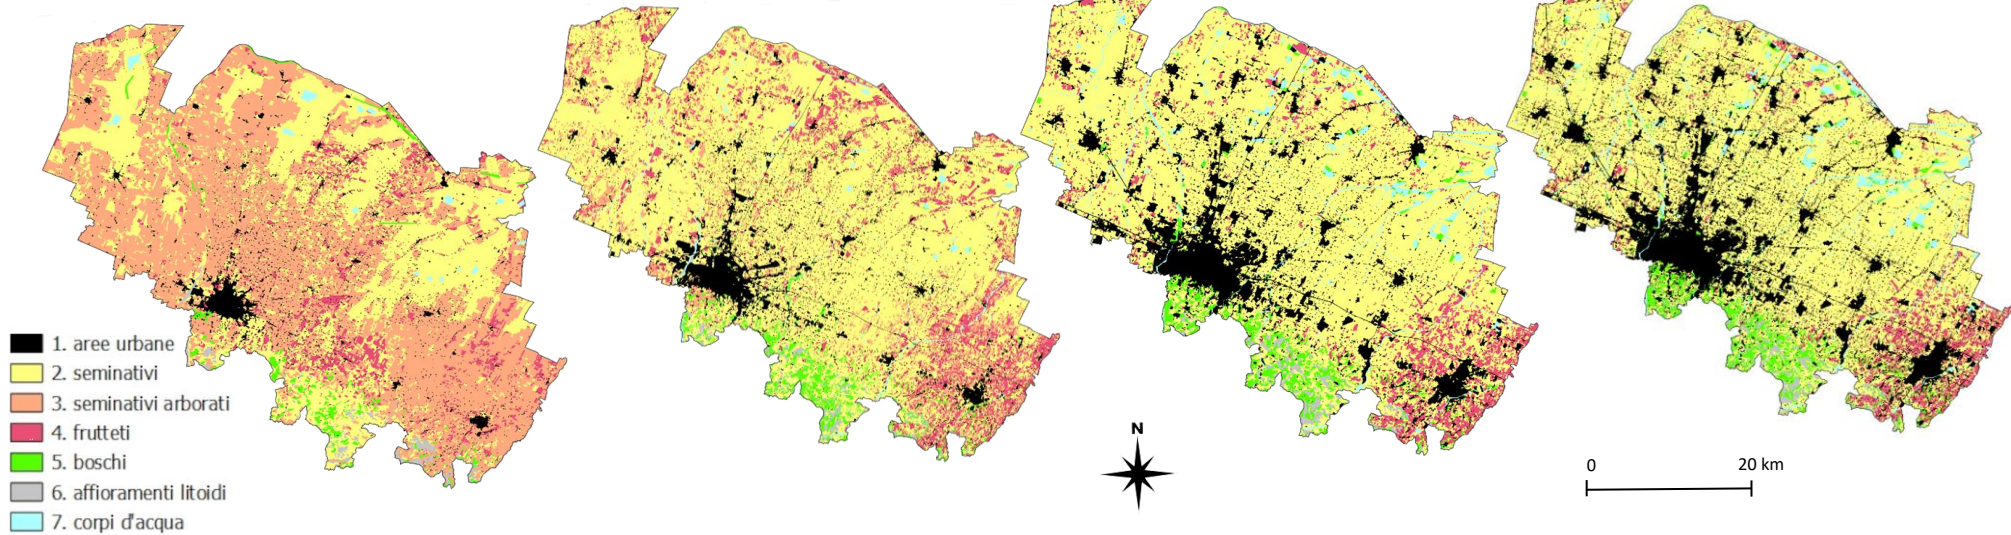 1. aree urbane
2. seminativi
3. seminativi arborati
4. frutteti
5. boschi
6. affioramenti litoidi
7. corpi d'acqua
N
0 20 km